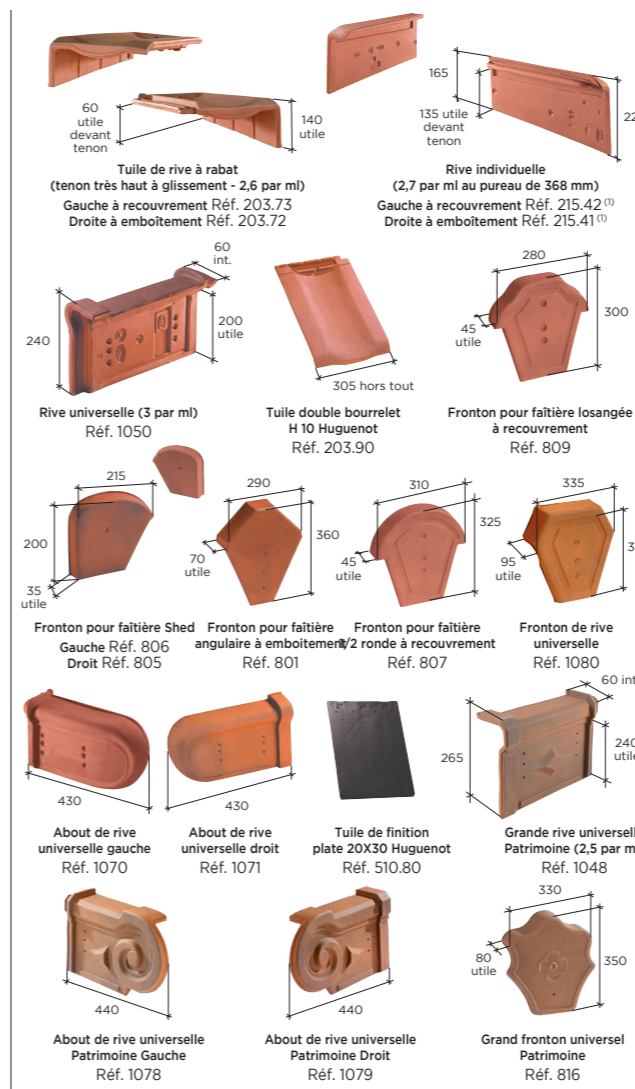 60
utile
devant
tenon
140
utile
165
135 utile
devant
tenon
Tuile de rive à rabat
(tenon très haut à glissement - 2,6 par ml)
Gauche à recouvrement Réf. 203.73
Droite à emboîtement Réf. 203.72
Rive individuelle
(2,7 par ml au pureau de 368 mm)
Gauche à recouvrement Réf. 215.42 (1)
Droite à emboîtement Réf. 215.41 (1)
60
int.
240
200
utile
305 hors tout
280
45
utile
300
Rive universelle (3 par ml)
Réf. 1050
Tuile double bourrelet
H 10 Huguenot
Réf. 203.90
Fronton pour faîtière losangée
à recouvrement
Réf. 809
215
200
35
utile
290
70
utile
360
310
45
utile
325
335
95
utile
Fronton pour faîtière Shed
Gauche Réf. 806
Droit Réf. 805
Fronton pour faîtière
angulaire à emboitement
Réf. 801
Fronton pour faîtière
1/2 ronde à recouvrement
Réf. 807
Fronton de rive
universelle
Réf. 1080
430
430
60 int
265
240
About de rive
universelle gauche
Réf. 1070
About de rive
universelle droit
Réf. 1071
Tuile de finition
plate 20X30 Huguenot
Réf. 510.80
Grande rive universell
Patrimoine (2,5 par m
Réf. 1048
440
440
330
80
utile
350
About de rive universelle
Patrimoine Gauche
Réf. 1078
About de rive universelle
Patrimoine Droit
Réf. 1079
Grand fronton universel
Patrimoine
Réf. 816